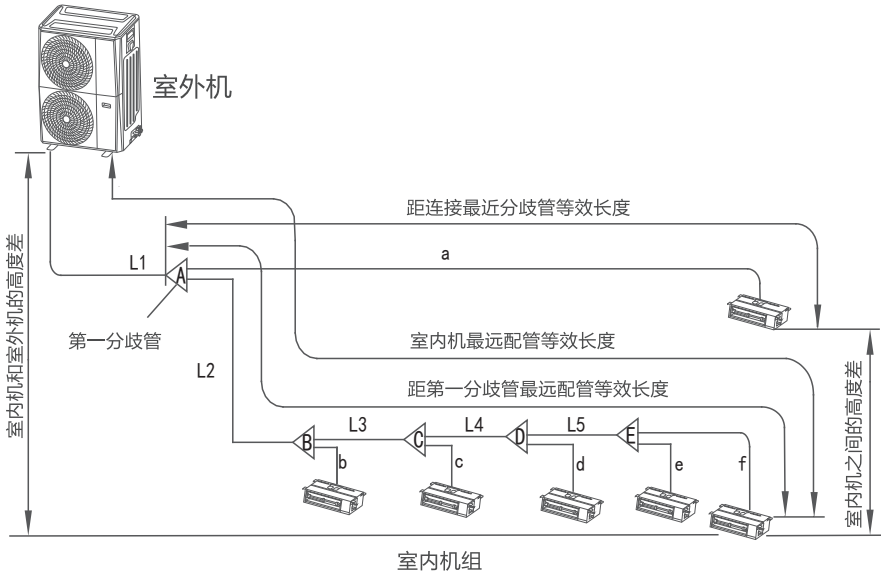 室外机
距连接最近分歧管等效长度
a
L1
A
第一分歧管
室内机和室外机的高度差
室内机最远配管等效长度
L2
距第一分歧管最远配管等效长度
室内机之间的高度差
L3
L4
L5
B
C
D
E
b
c
d
e
f
室内机组